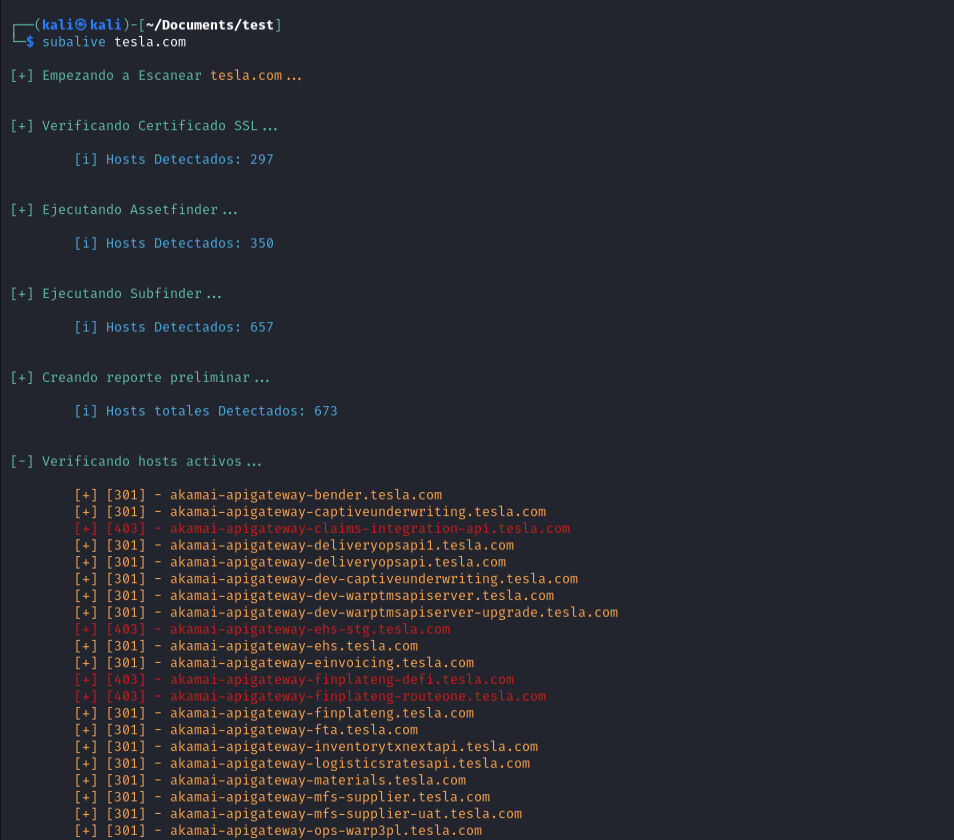 ┌──(kali㉿kali)-[~/Documents/test]
└─$ subalive tesla.com
[+] Empezando a Escanear tesla.com...
[+] Verificando Certificado SSL...
[i] Hosts Detectados: 297
[+] Ejecutando Assetfinder...
[i] Hosts Detectados: 350
[+] Ejecutando Subfinder...
[i] Hosts Detectados: 657
[+] Creando reporte preliminar...
[i] Hosts totales Detectados: 673
[-] Verificando hosts activos...
[+] [301] - akamai-apigateway-bender.tesla.com
[+] [301] - akamai-apigateway-captiveunderwriting.tesla.com
[+] [403] - akamai-apigateway-claims-integration-api.tesla.com
[+] [301] - akamai-apigateway-deliveryopsapi1.tesla.com
[+] [301] - akamai-apigateway-deliveryopsapi.tesla.com
[+] [301] - akamai-apigateway-dev-captiveunderwriting.tesla.com
[+] [301] - akamai-apigateway-dev-warptmsapiserver.tesla.com
[+] [301] - akamai-apigateway-dev-warptmsapiserver-upgrade.tesla.com
[+] [403] - akamai-apigateway-ehs-stg.tesla.com
[+] [301] - akamai-apigateway-ehs.tesla.com
[+] [301] - akamai-apigateway-einvoicing.tesla.com
[+] [403] - akamai-apigateway-finplateng-defi.tesla.com
[+] [403] - akamai-apigateway-finplateng-routeone.tesla.com
[+] [301] - akamai-apigateway-finplateng.tesla.com
[+] [301] - akamai-apigateway-fta.tesla.com
[+] [301] - akamai-apigateway-inventorytxnextapi.tesla.com
[+] [301] - akamai-apigateway-logisticsratesapi.tesla.com
[+] [301] - akamai-apigateway-materials.tesla.com
[+] [301] - akamai-apigateway-mfs-supplier.tesla.com
[+] [301] - akamai-apigateway-mfs-supplier-uat.tesla.com
[+] [301] - akamai-apigateway-ops-warp3pl.tesla.com